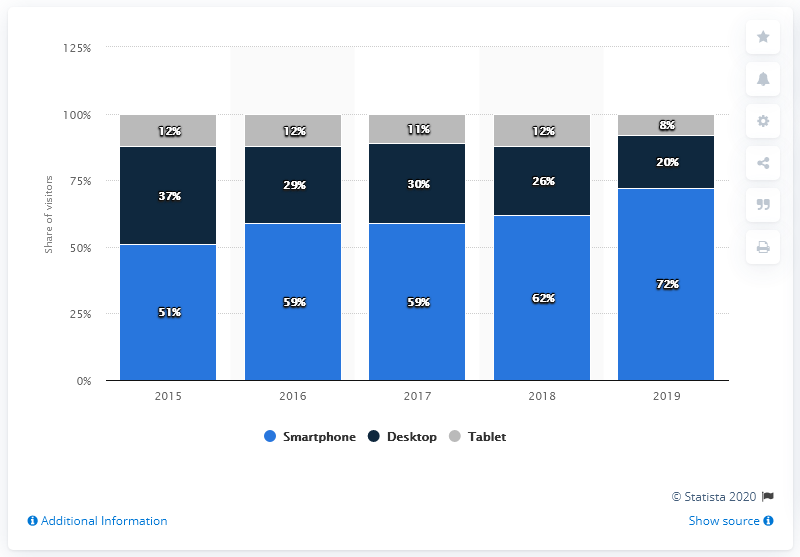 125%
100%
75%
50%
25%
0%
Share of visitors
12% 12% 11% 12% 8%
37% 29% 30% 26% 20%
51% 59% 59% 62% 72%
2015 2016 2017 2018 2019
Smartphone Desktop Tablet
© Statista 2020
Additional Information Show source